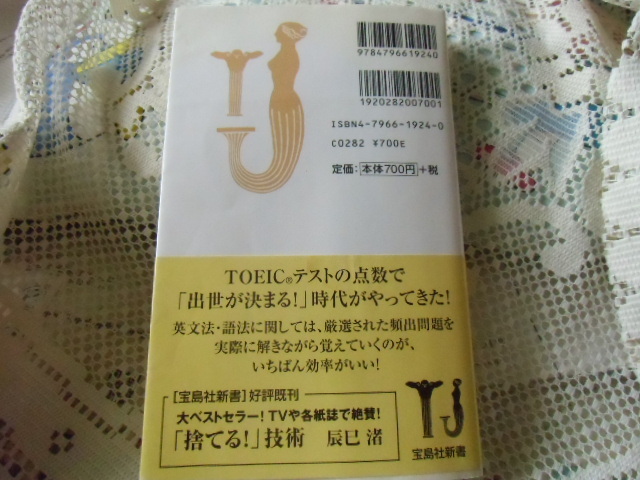 9784796619240
1920282007001
ISBN4-7966-1924-0
C0282 ¥700E
定価:本体700円+税
TOEIC®テストの点数で
「出世が決まる!」時代がやってきた!
英文法・語法に関しては、厳選された頻出問題を
実際に解きながら覚えていくのが、
いちばん効率がいい!
[宝島社新書]好評既刊
大ベストセラー!TVや各紙誌で絶賛!
「捨てる!」技術 辰巳 渚
TJ
宝島社新書